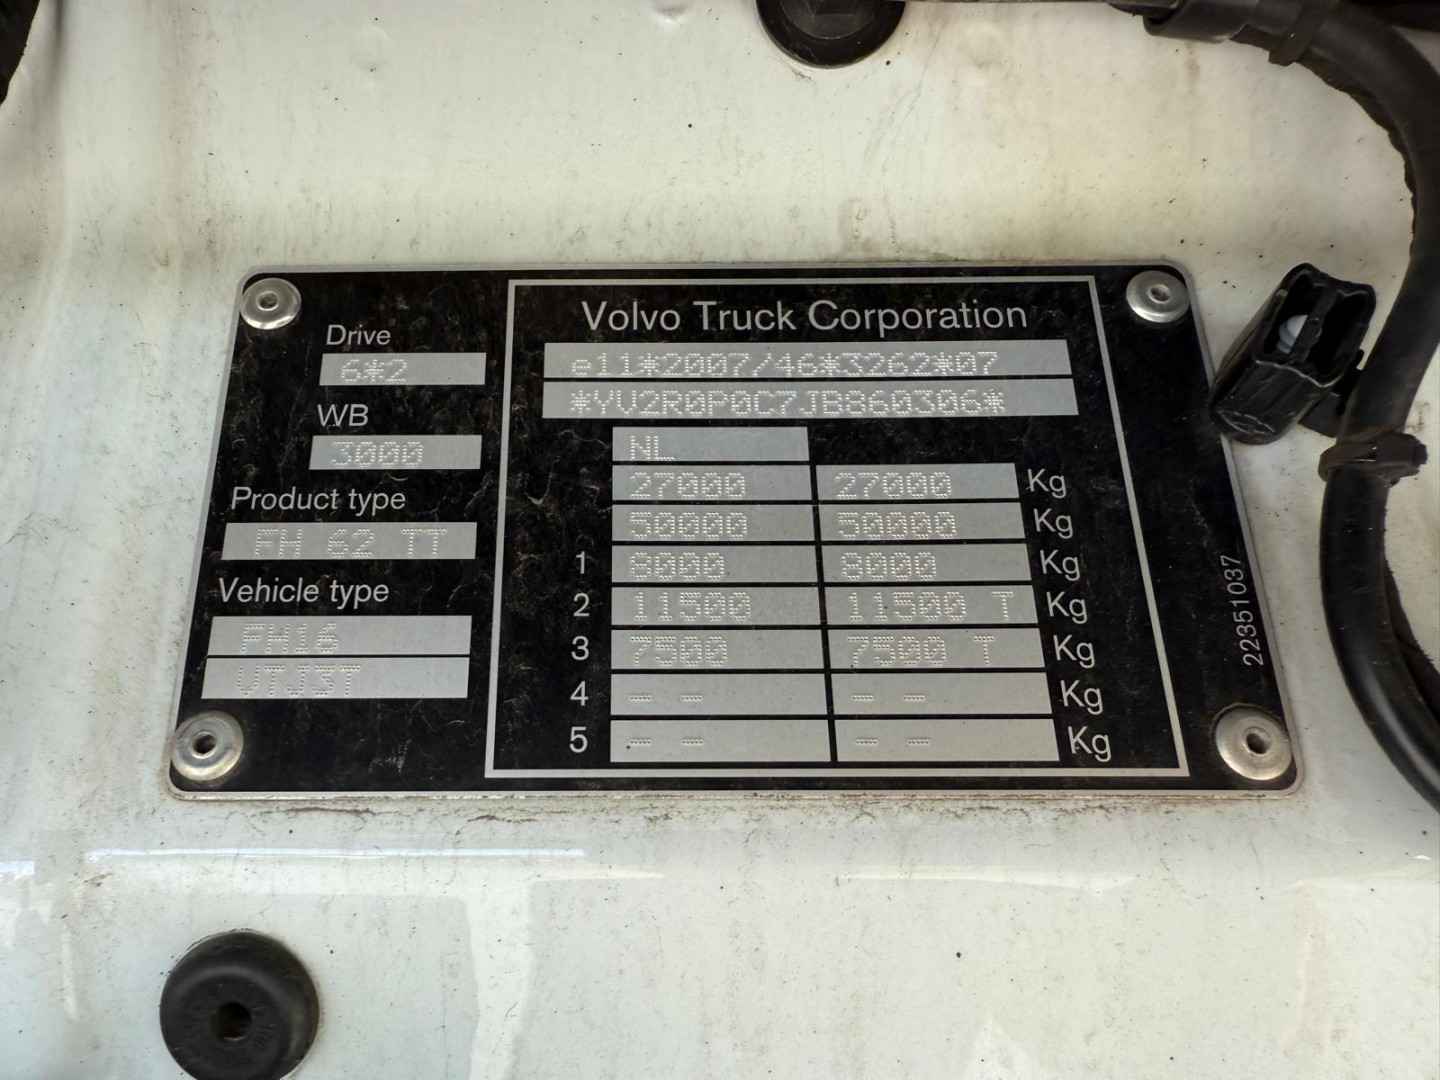 Volvo Truck Corporation
Drive
6*2
WB
3000
Product type
FH 62 TT
Vehicle type
FH16
VTJ3T
e11*2007/46*3262*07
*YV2R0P0C7JB860306*
NL
27000 27000 Kg
50000 50000 Kg
1 8000 8000 Kg
2 11500 11500 T Kg
3 7500 7500 T Kg
4 -- -- -- -- Kg
5 -- -- -- -- Kg
22351037